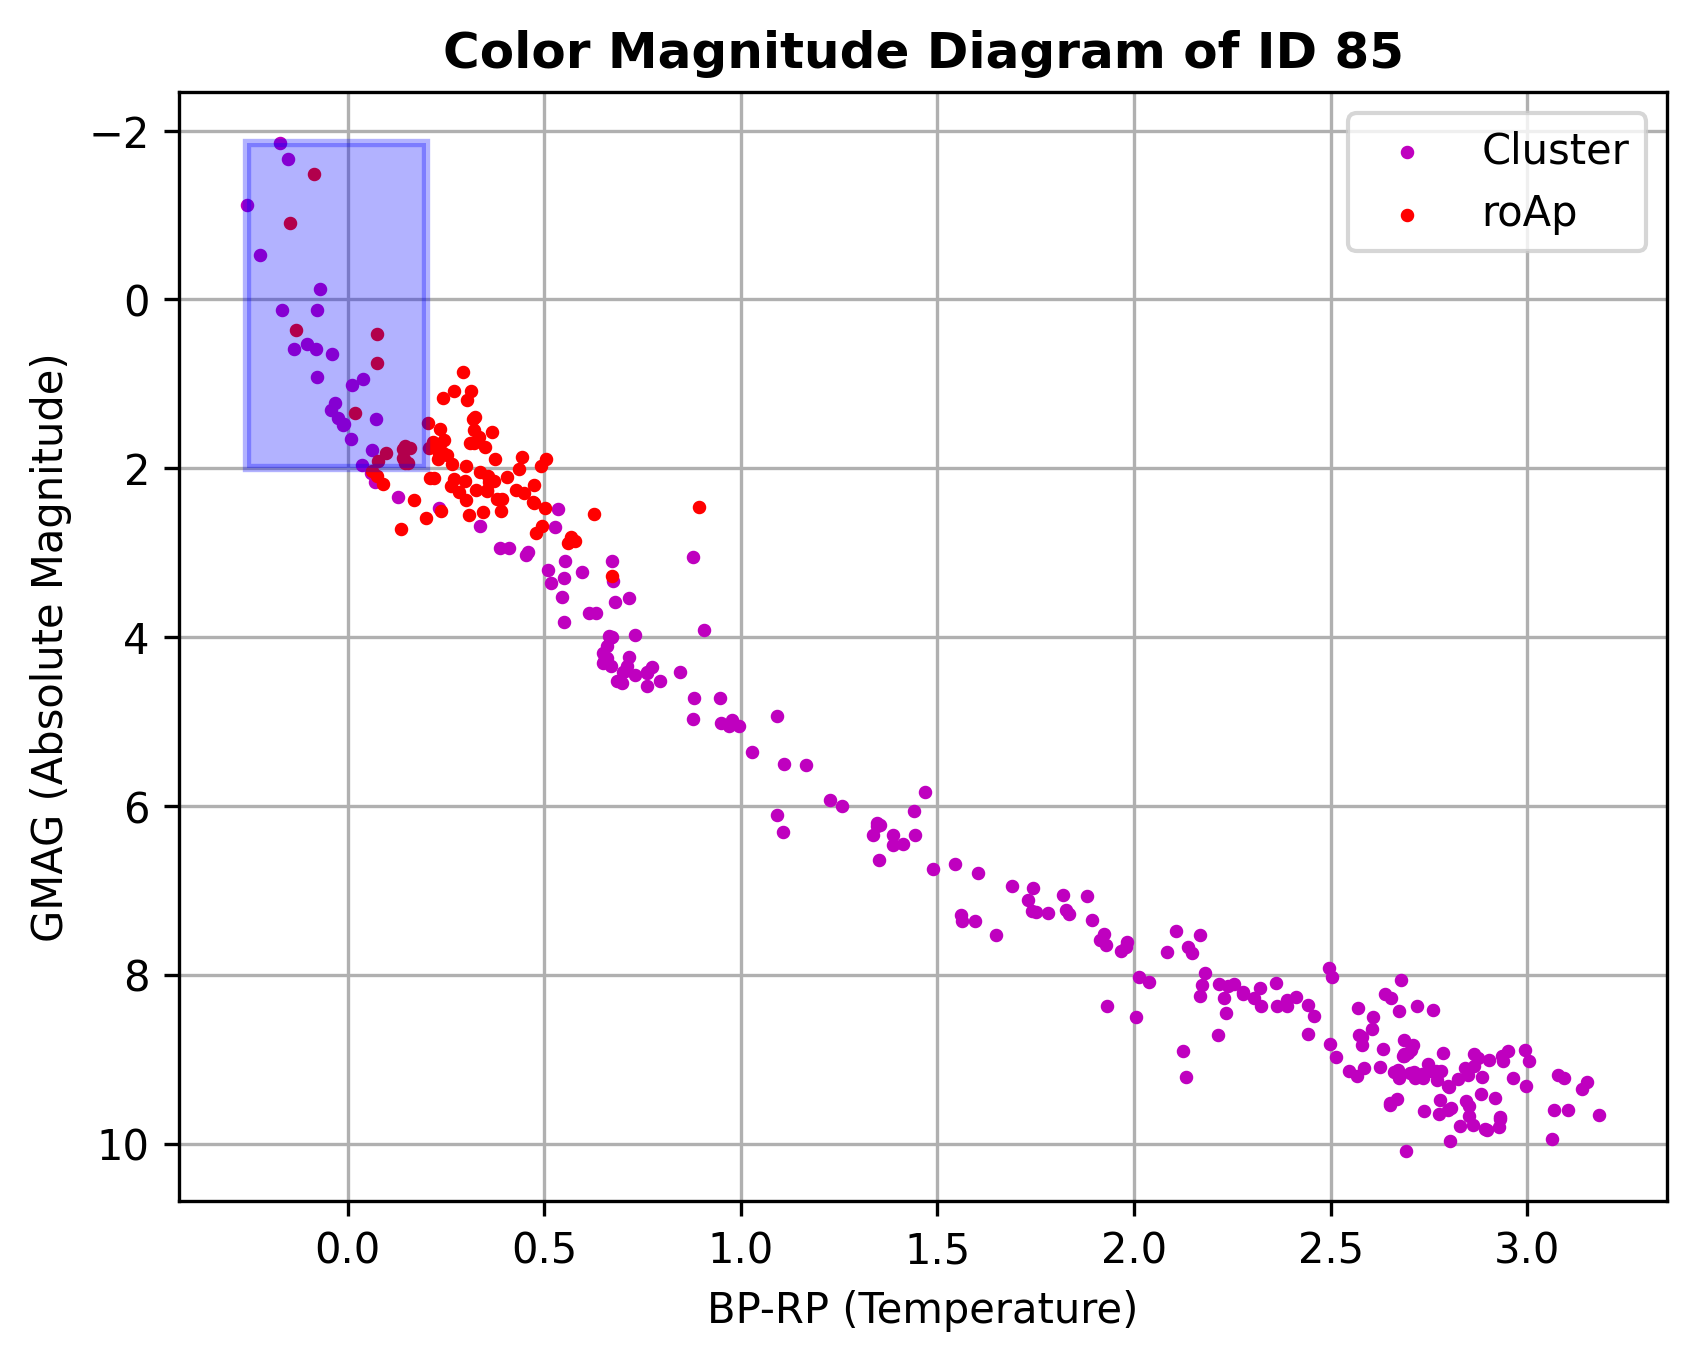 Color Magnitude Diagram of ID 85
Cluster
roAp
GMAG (Absolute Magnitude)
−2
0
2
4
6
8
10
0.0 0.5 1.0 1.5 2.0 2.5 3.0
BP-RP (Temperature)